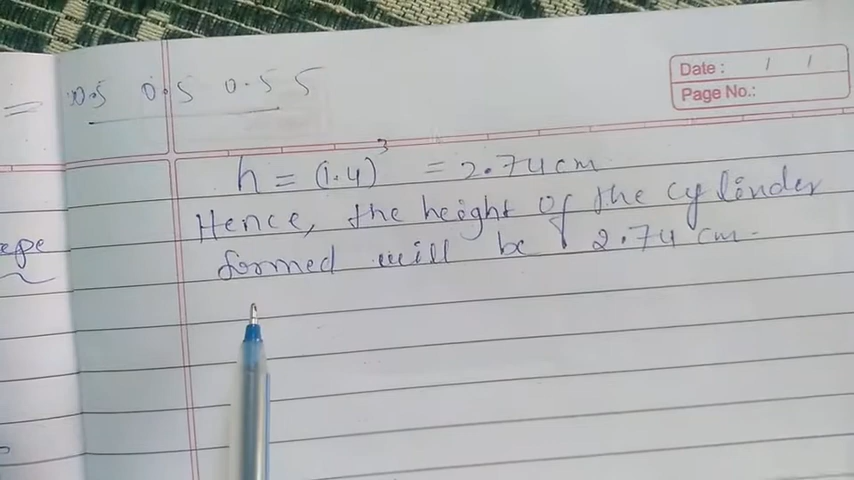 = 0.5 0.5 0.5 5
Date: / /
Page No.:
h = (1.4)³ = 2.74 cm
Hence, the height of the cylinder
formed will be 2.74 cm.